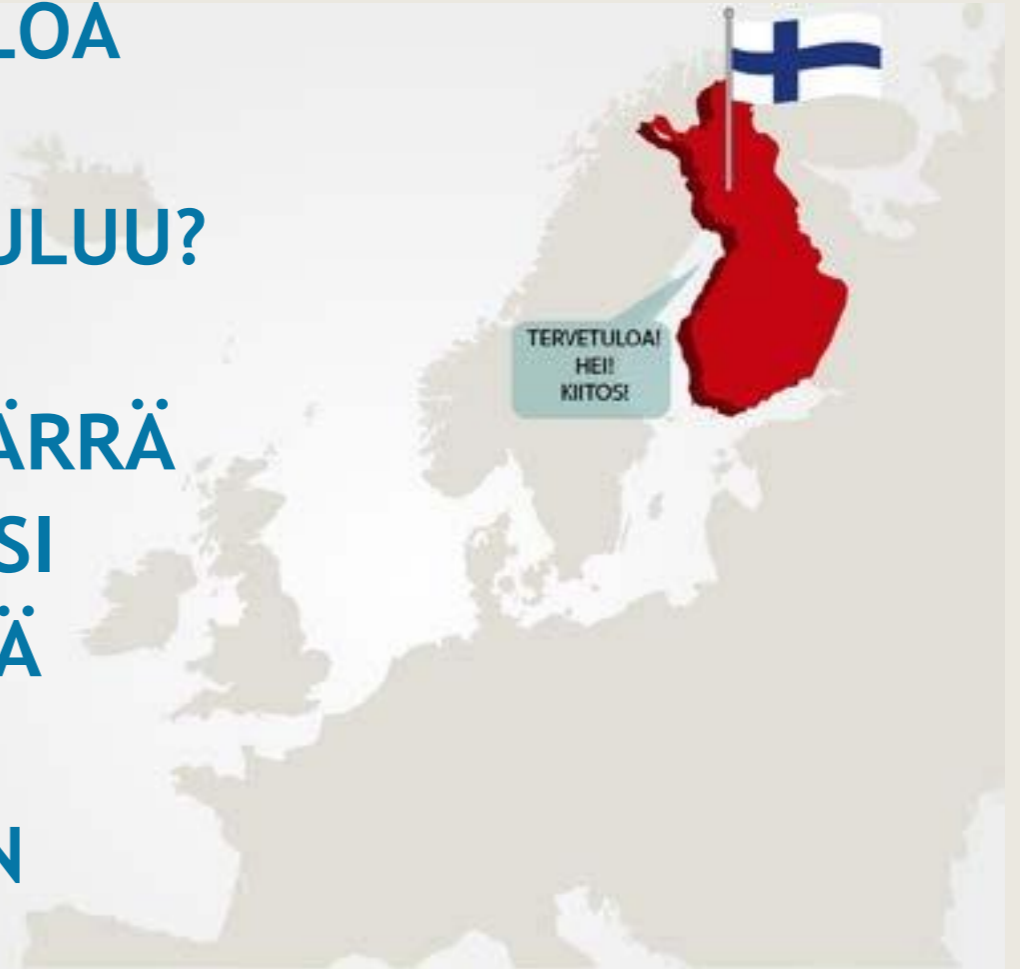 LOA
ULUU?
ÄRRÄ
SI
Ä
N
TERVETULOA!
HEI!
KIITOS!